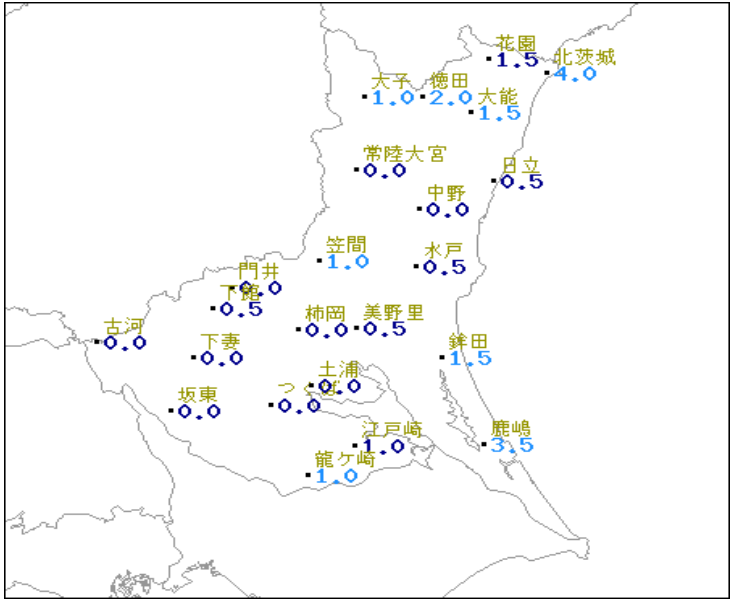 花園
1.5
北茨城
4.0
大子
1.0
徳田
2.0
大能
1.5
常陸大宮
0.0
日立
0.5
中野
0.0
笠間
1.0
水戸
0.5
門井
0.0
下館
0.5
古河
0.0
下妻
0.0
柿岡
0.0
美野里
0.5
鉾田
1.5
土浦
0.0
つくば
0.0
坂東
0.0
江戸崎
1.0
鹿嶋
3.5
龍ケ崎
1.0